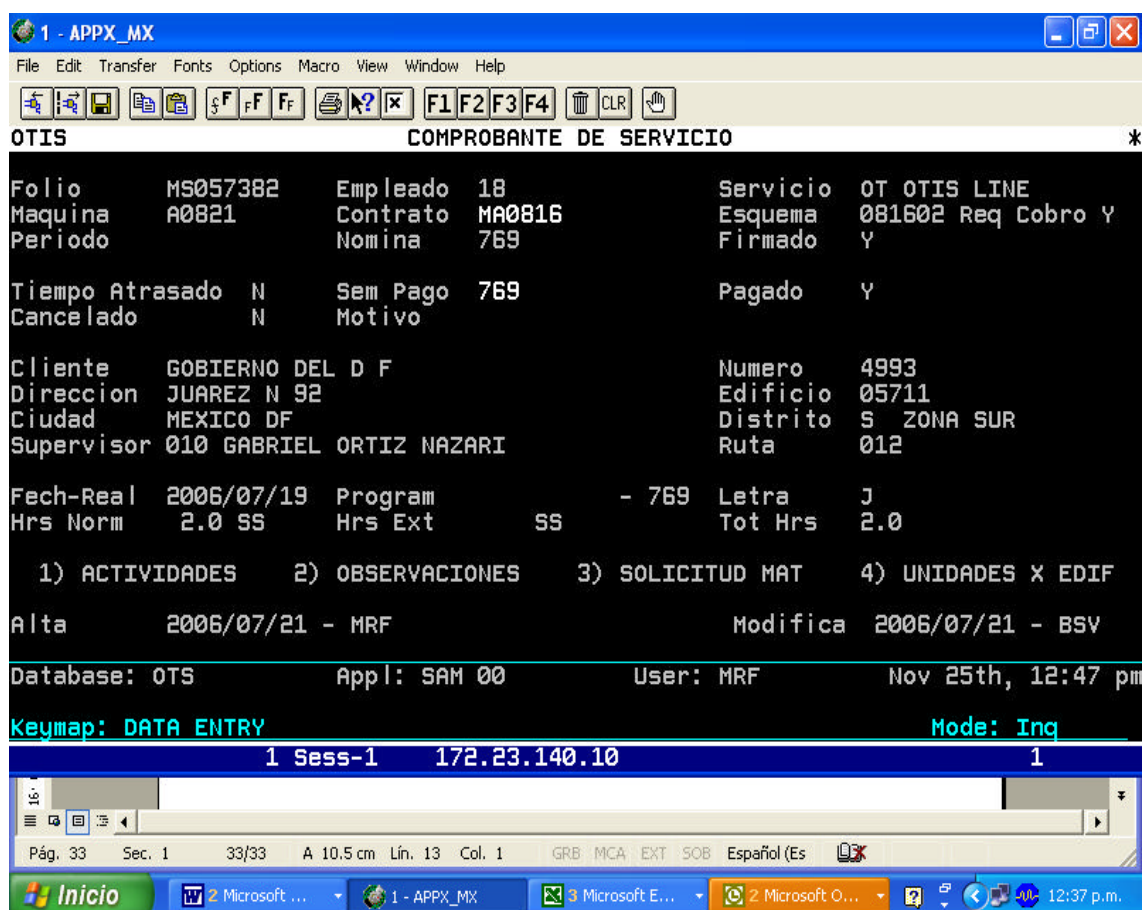 1 - APPX_MX
File Edit Transfer Fonts Options Macro View Window Help
F1 F2 F3 F4 CLR
OTIS COMPROBANTE DE SERVICIO *
Folio MS057382 Empleado 18 Servicio OT OTIS LINE
Maquina A0821 Contrato MA0816 Esquema 081602 Req Cobro Y
Periodo Nomina 769 Firmado Y
Tiempo Atrasado N Sem Pago 769 Pagado Y
Cancelado N Motivo
Cliente GOBIERNO DEL D F Numero 4993
Direccion JUAREZ N 92 Edificio 05711
Ciudad MEXICO DF Distrito S ZONA SUR
Supervisor 010 GABRIEL ORTIZ NAZARI Ruta 012
Fech-Real 2006/07/19 Program - 769 Letra J
Hrs Norm 2.0 SS Hrs Ext SS Tot Hrs 2.0
1) ACTIVIDADES 2) OBSERVACIONES 3) SOLICITUD MAT 4) UNIDADES X EDIF
Alta 2006/07/21 - MRF Modifica 2006/07/21 - BSV
Database: OTS Appl: SAM 00 User: MRF Nov 25th, 12:47 pm
Keymap: DATA ENTRY Mode: Inq
1 Sess-1 172.23.140.10 1
Pág. 33 Sec. 1 33/33 A 10.5 cm Lín. 13 Col. 1 GRB MCA EXT SOB Español (Es
Inicio 2 Microsoft ... 1 - APPX_MX 3 Microsoft E... 2 Microsoft O... 12:37 p.m.